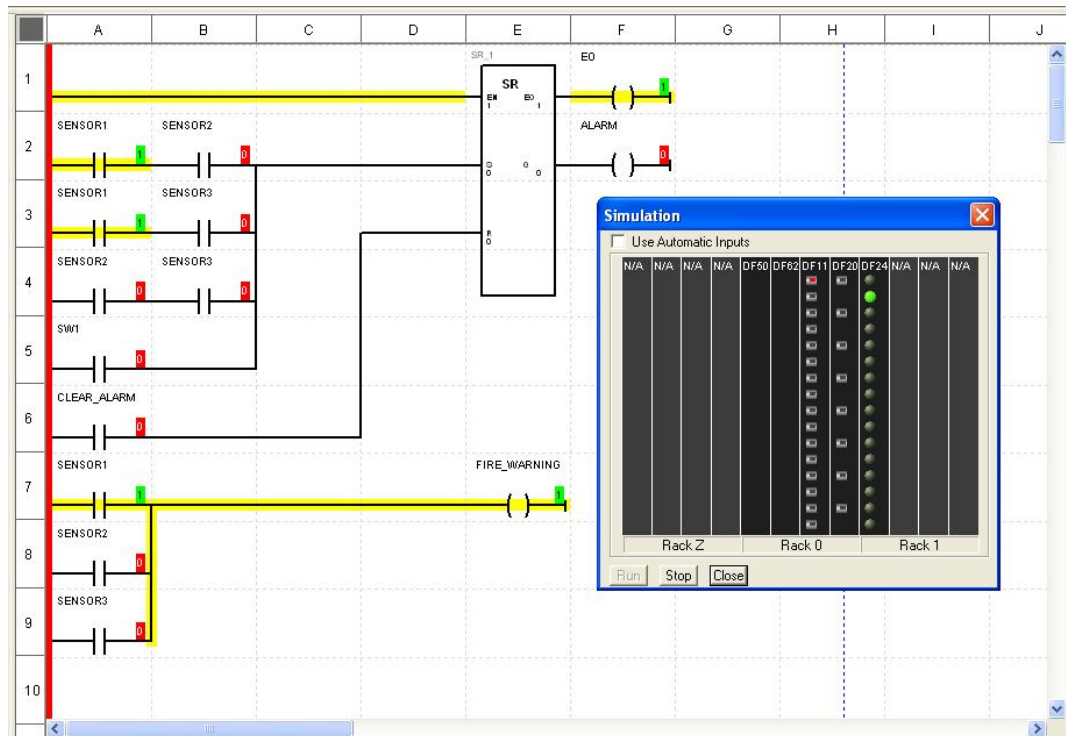 A B C D E F G H I J
1
SR_1
E0
SR
EN E0
1 1
1
2
SENSOR1 SENSOR2
1 0
S Q
0 0
ALARM
0
3
SENSOR1 SENSOR3
1 0
R
0
4
SENSOR2 SENSOR3
0 0
5
SW1
0
6
CLEAR_ALARM
0
7
SENSOR1
1
FIRE_WARNING
1
8
SENSOR2
0
9
SENSOR3
0
10
Simulation
Use Automatic Inputs
N/A N/A N/A N/A DF50 DF62 DF11 DF20 DF24 N/A N/A N/A
Rack Z Rack 0 Rack 1
Run Stop Close